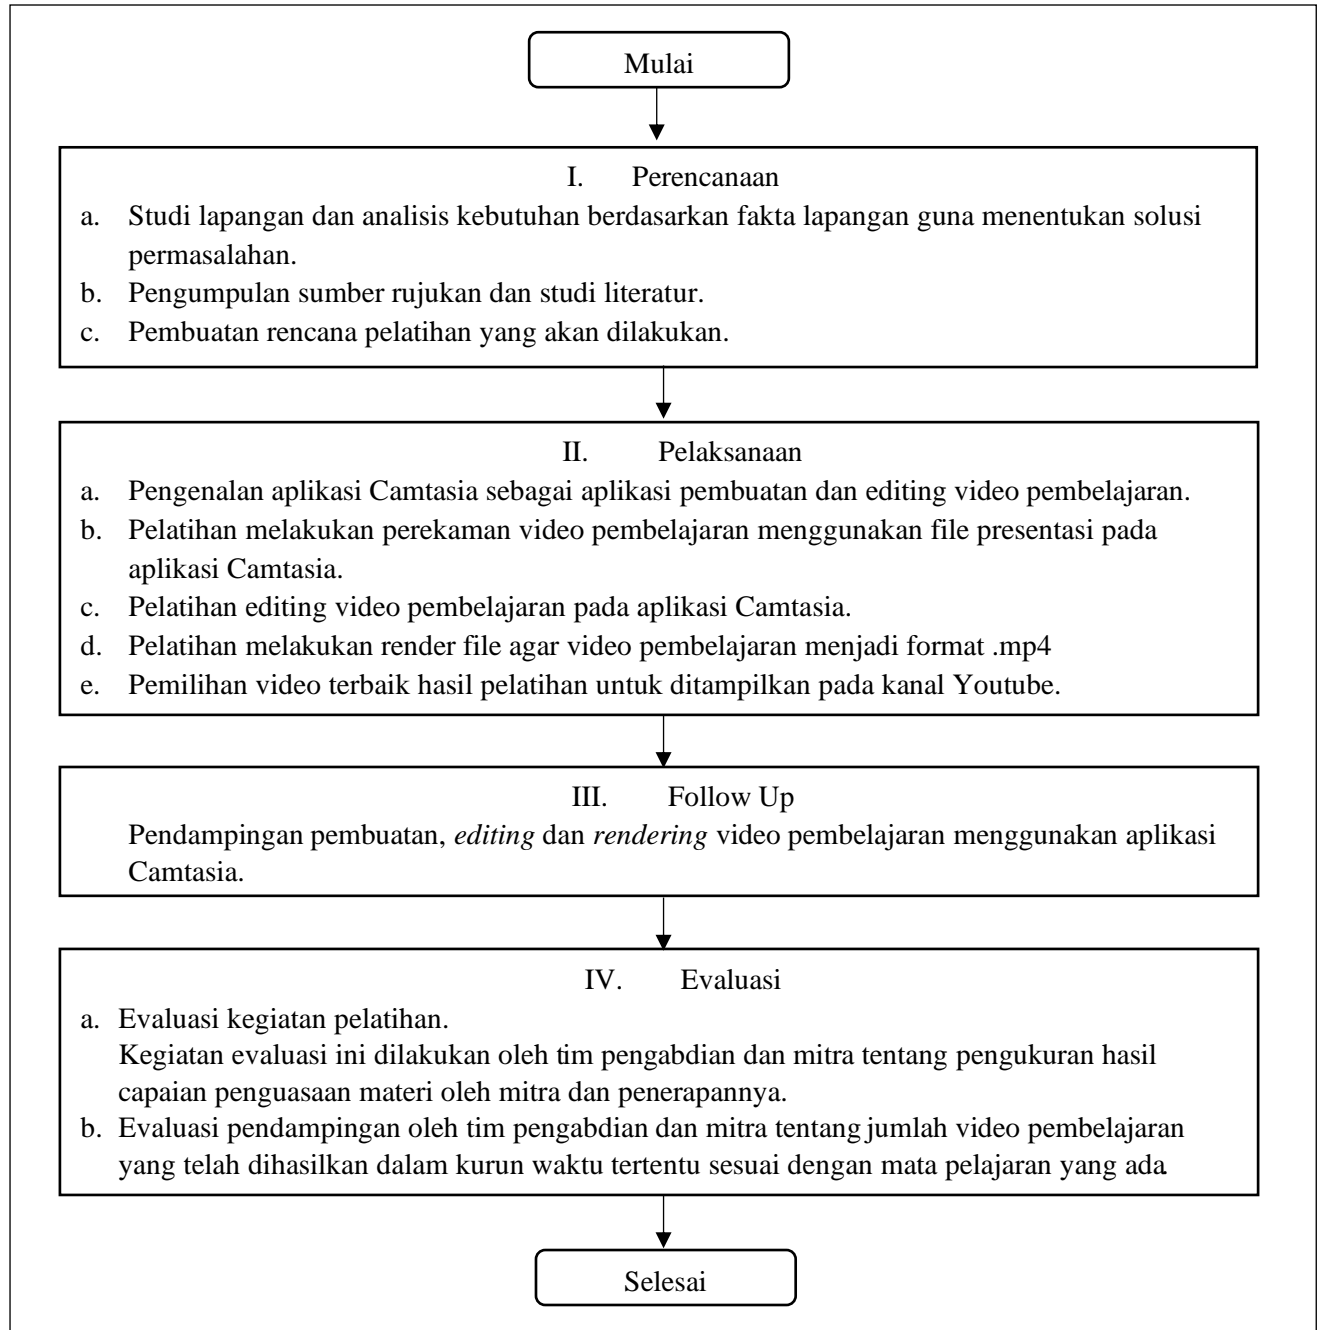 Mulai
I. Perencanaan
a. Studi lapangan dan analisis kebutuhan berdasarkan fakta lapangan guna menentukan solusi
permasalahan.
b. Pengumpulan sumber rujukan dan studi literatur.
c. Pembuatan rencana pelatihan yang akan dilakukan.
II. Pelaksanaan
a. Pengenalan aplikasi Camtasia sebagai aplikasi pembuatan dan editing video pembelajaran.
b. Pelatihan melakukan perekaman video pembelajaran menggunakan file presentasi pada
aplikasi Camtasia.
c. Pelatihan editing video pembelajaran pada aplikasi Camtasia.
d. Pelatihan melakukan render file agar video pembelajaran menjadi format .mp4
e. Pemilihan video terbaik hasil pelatihan untuk ditampilkan pada kanal Youtube.
III. Follow Up
Pendampingan pembuatan, editing dan rendering video pembelajaran menggunakan aplikasi
Camtasia.
IV. Evaluasi
a. Evaluasi kegiatan pelatihan.
Kegiatan evaluasi ini dilakukan oleh tim pengabdian dan mitra tentang pengukuran hasil
capaian penguasaan materi oleh mitra dan penerapannya.
b. Evaluasi pendampingan oleh tim pengabdian dan mitra tentang jumlah video pembelajaran
yang telah dihasilkan dalam kurun waktu tertentu sesuai dengan mata pelajaran yang ada.
Selesai